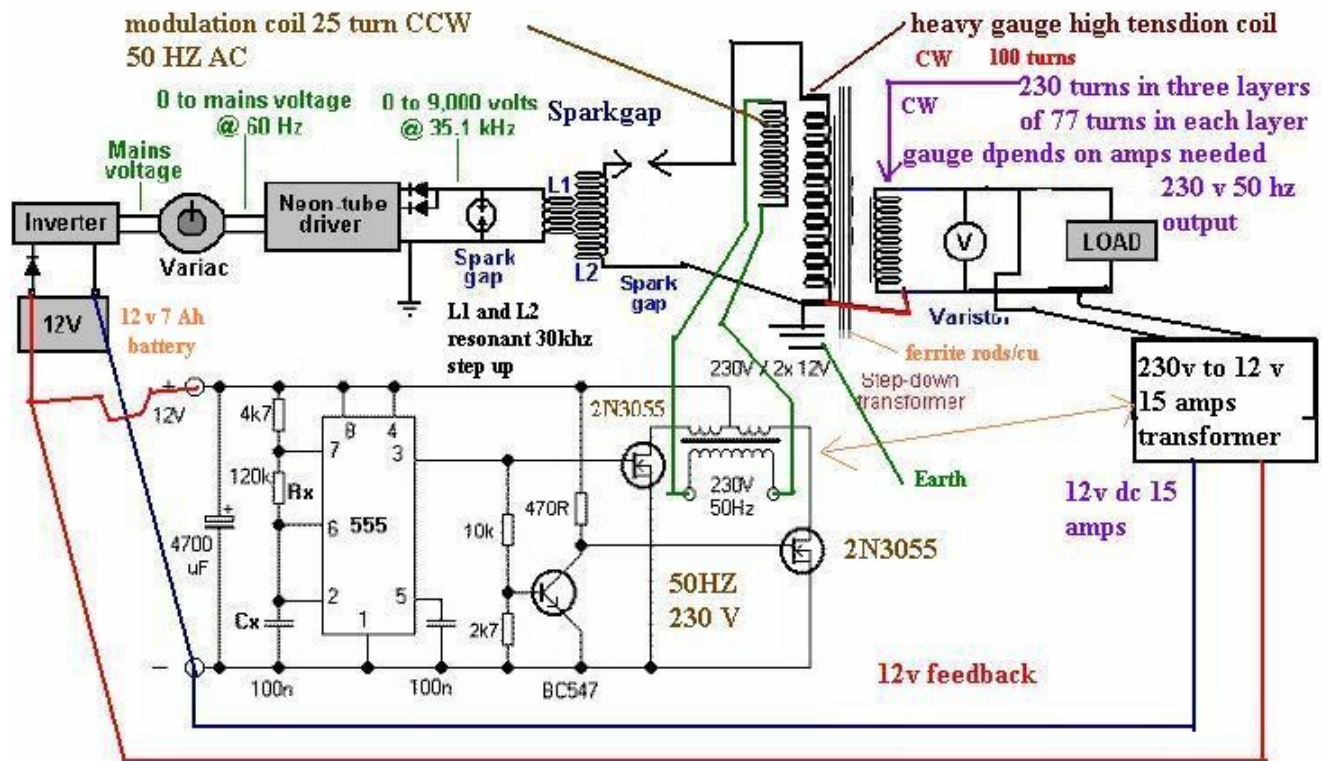 modulation coil 25 turn CCW
50 HZ AC
heavy gauge high tensdion coil
CW 100 turns
0 to mains voltage
@ 60 Hz
0 to 9,000 volts
@ 35.1 kHz
Sparkgap
CW
230 turns in three layers
of 77 turns in each layer
gauge dpends on amps needed
230 v 50 hz
output
Mains
voltage
Inverter
Variac
Neon-tube
driver
Spark
gap
L1
L2
Spark
gap
V
LOAD
Varistor
12V
12 v 7 Ah
battery
L1 and L2
resonant 30khz
step up
ferrite rods/cu
230V / 2x 12V
Step-down
transformer
230v to 12 v
15 amps
transformer
+
12V
4k7
8
4
7
3
2N3055
120k
Rx
555
6
470R
10k
230V
50Hz
Earth
12v dc 15
amps
+
4700
uF
2N3055
2
5
Cx
1
2k7
50HZ
230 V
–
100n
100n
BC547
12v feedback